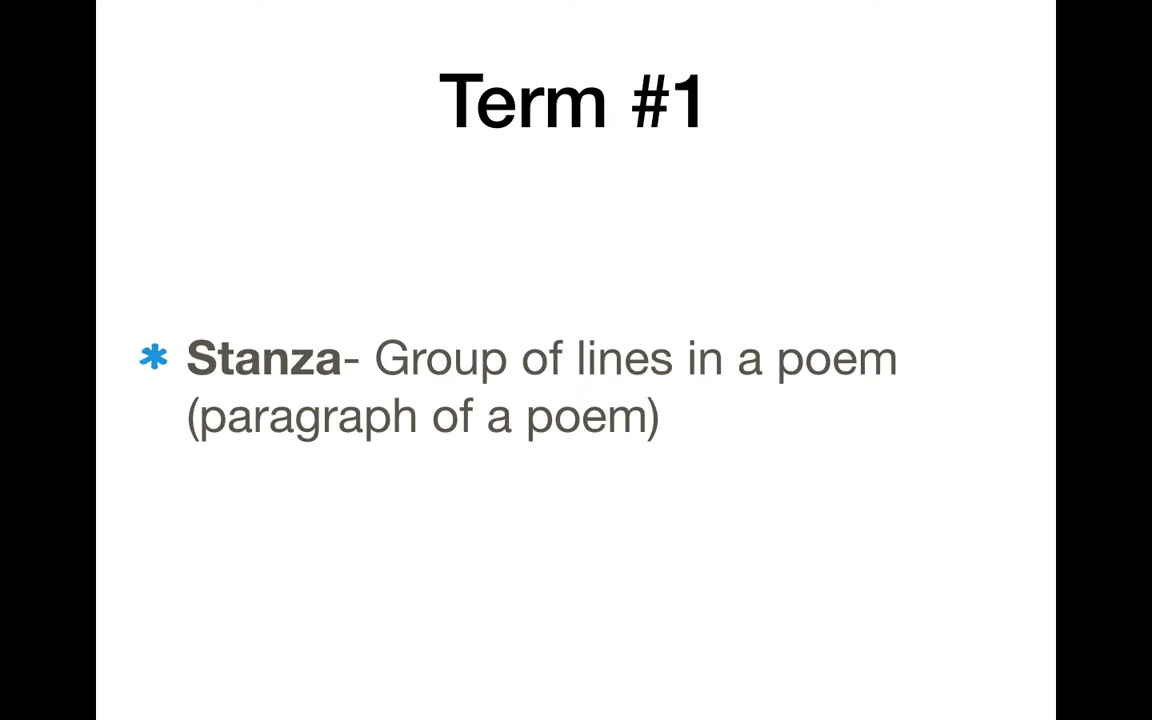 Term #1
* Stanza- Group of lines in a poem
(paragraph of a poem)